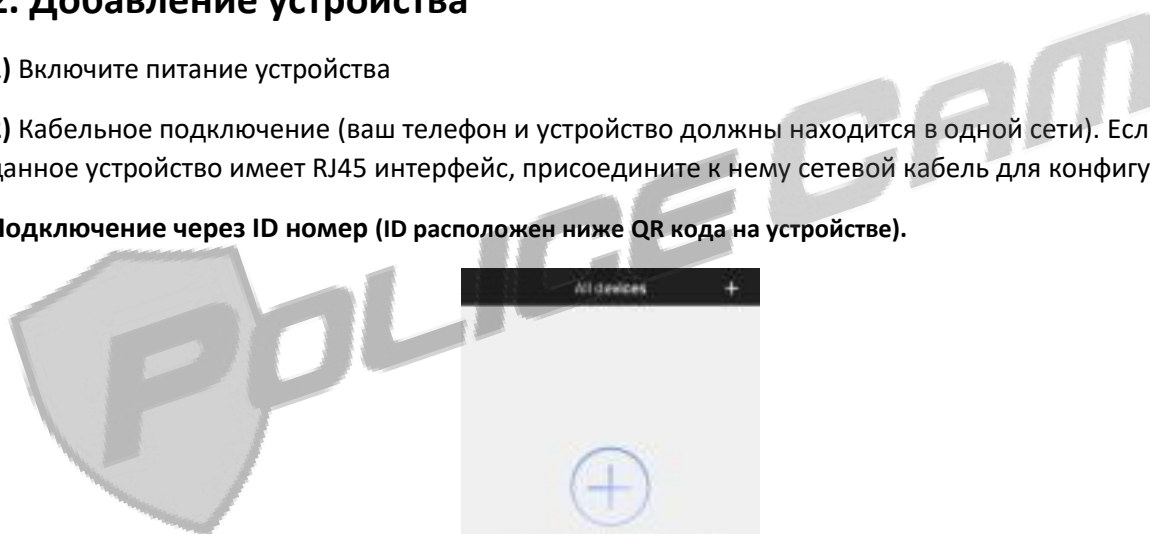 2. Добавление устройства
) Включите питание устройства
) Кабельное подключение (ваш телефон и устройство должны находится в одной сети). Есл
данное устройство имеет RJ45 интерфейс, присоедините к нему сетевой кабель для конфигу
Подключение через ID номер (ID расположен ниже QR кода на устройстве).
All devices +
POLICECAM